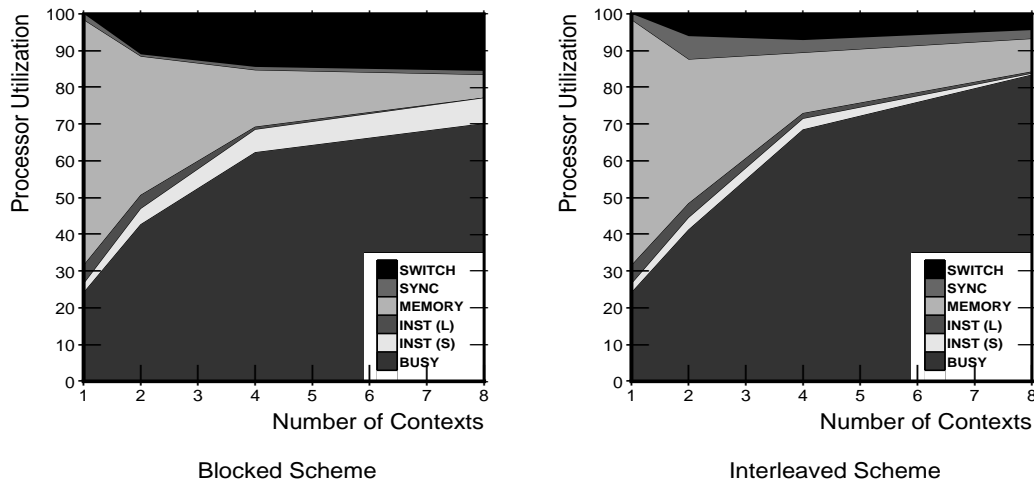 Processor Utilization
100
90
80
70
60
50
40
30
20
10
0
SWITCH
SYNC
MEMORY
INST (L)
INST (S)
BUSY
1 2 3 4 5 6 7 8
Number of Contexts
Blocked Scheme
Processor Utilization
100
90
80
70
60
50
40
30
20
10
0
SWITCH
SYNC
MEMORY
INST (L)
INST (S)
BUSY
1 2 3 4 5 6 7 8
Number of Contexts
Interleaved Scheme